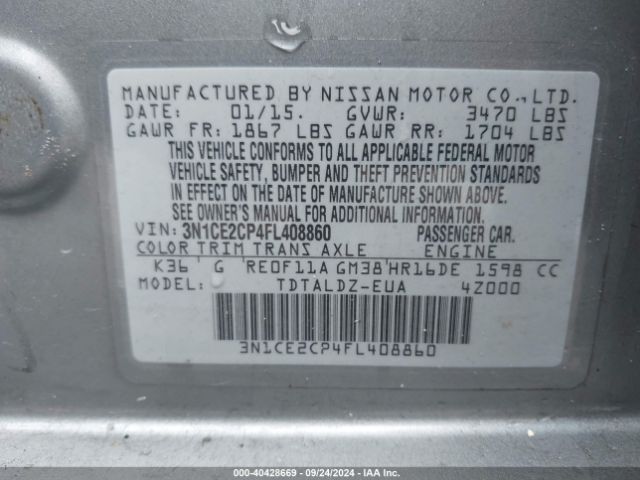 MANUFACTURED BY NISSAN MOTOR CO., LTD.
DATE: 01/15. GVWR: 3470 LBS
GAWR FR: 1867 LBS GAWR RR: 1704 LBS
THIS VEHICLE CONFORMS TO ALL APPLICABLE FEDERAL MOTOR
VEHICLE SAFETY, BUMPER AND THEFT PREVENTION STANDARDS
IN EFFECT ON THE DATE OF MANUFACTURE SHOWN ABOVE.
SEE OWNER'S MANUAL FOR ADDITIONAL INFORMATION.
VIN: 3N1CE2CP4FL408860 PASSENGER CAR.
COLOR TRIM TRANS AXLE ENGINE
K36 G RE0F11A GM38 HR16DE 1598 CC
MODEL: TDTALDZ-EUA 4Z000
3N1CE2CP4FL408860
000-40428669 - 09/24/2024 - IAAI.com